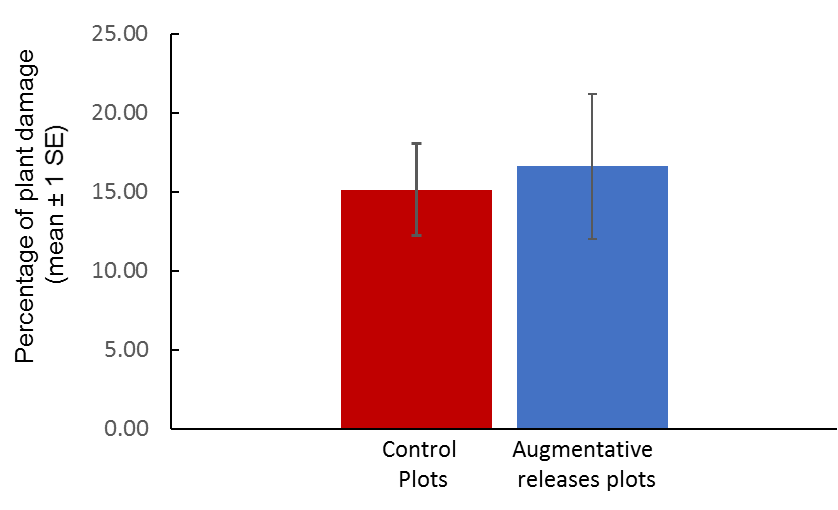 Percentage of plant damage
(mean ± 1 SE)
25.00
20.00
15.00
10.00
5.00
0.00
Control
Plots
Augmentative
releases plots